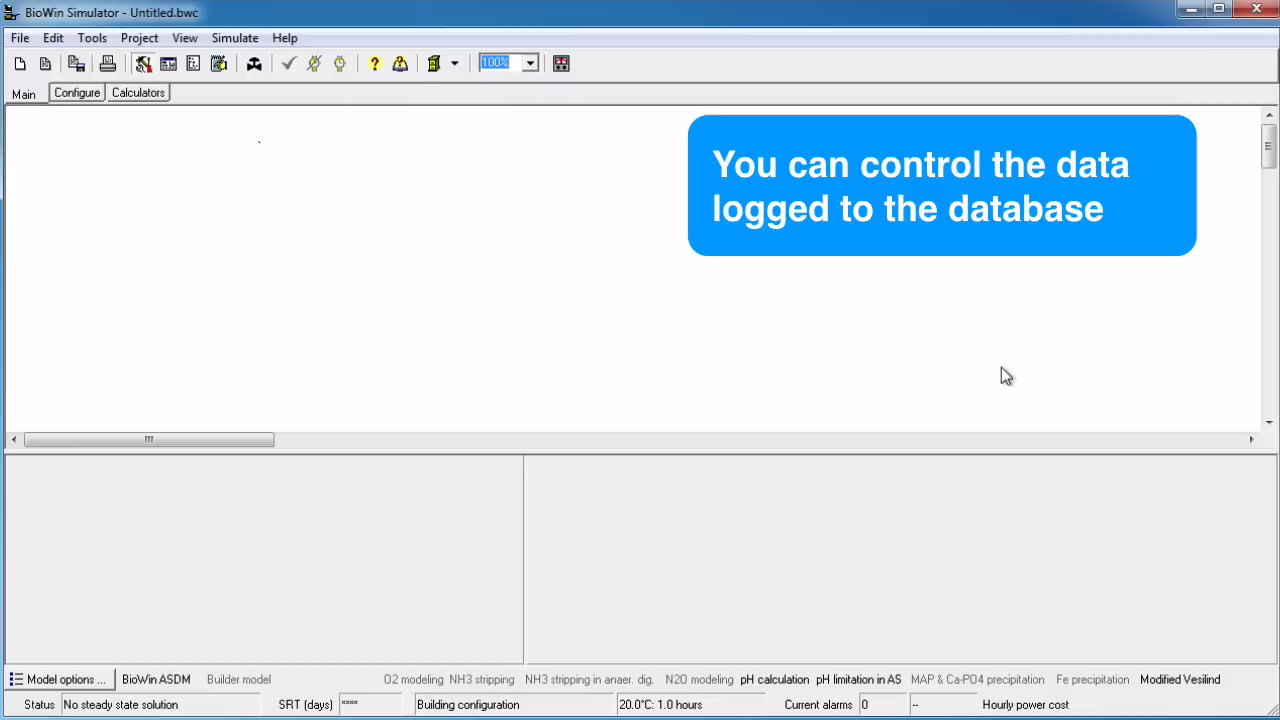 BioWin Simulator - Untitled.bwc
File Edit Tools Project View Simulate Help
100%
Main Configure Calculators
You can control the data
logged to the database
Model options ... BioWin ASDM Builder model O2 modeling NH3 stripping NH3 stripping in anaer. dig. N2O modeling pH calculation pH limitation in AS MAP & Ca-PO4 precipitation Fe precipitation Modified Vesilind
Status No steady state solution SRT (days) **** Building configuration 20.0°C: 1.0 hours Current alarms 0 -- Hourly power cost